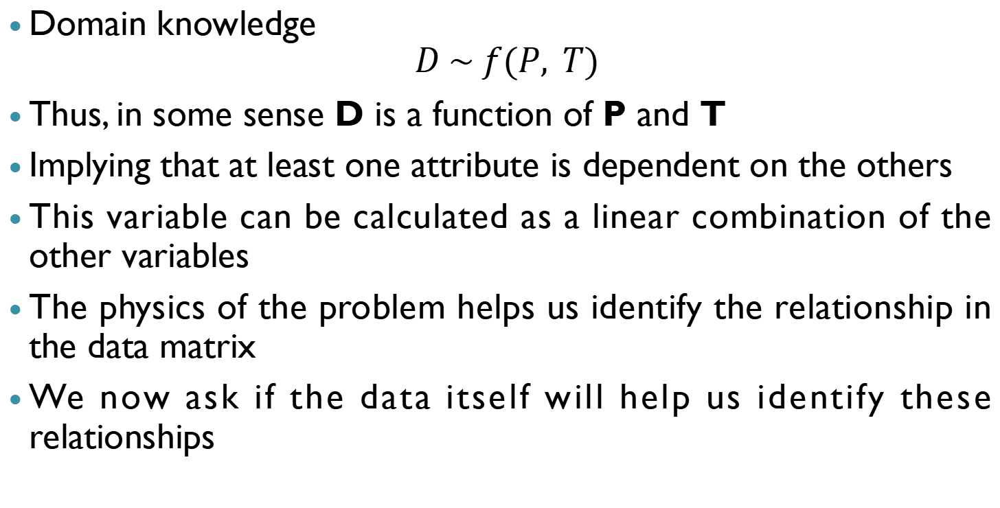 • Domain knowledge
D ~ f(P, T)
• Thus, in some sense D is a function of P and T
• Implying that at least one attribute is dependent on the others
• This variable can be calculated as a linear combination of the
other variables
• The physics of the problem helps us identify the relationship in
the data matrix
• We now ask if the data itself will help us identify these
relationships